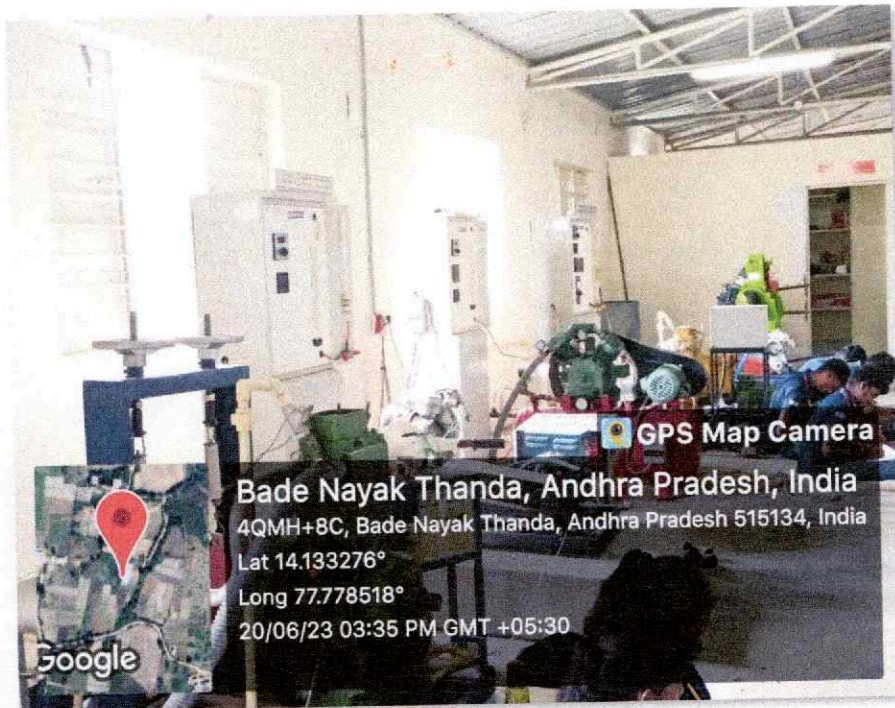 GPS Map Camera
Bade Nayak Thanda, Andhra Pradesh, India
4QMH+8C, Bade Nayak Thanda, Andhra Pradesh 515134, India
Lat 14.133276°
Long 77.778518°
20/06/23 03:35 PM GMT +05:30
Google